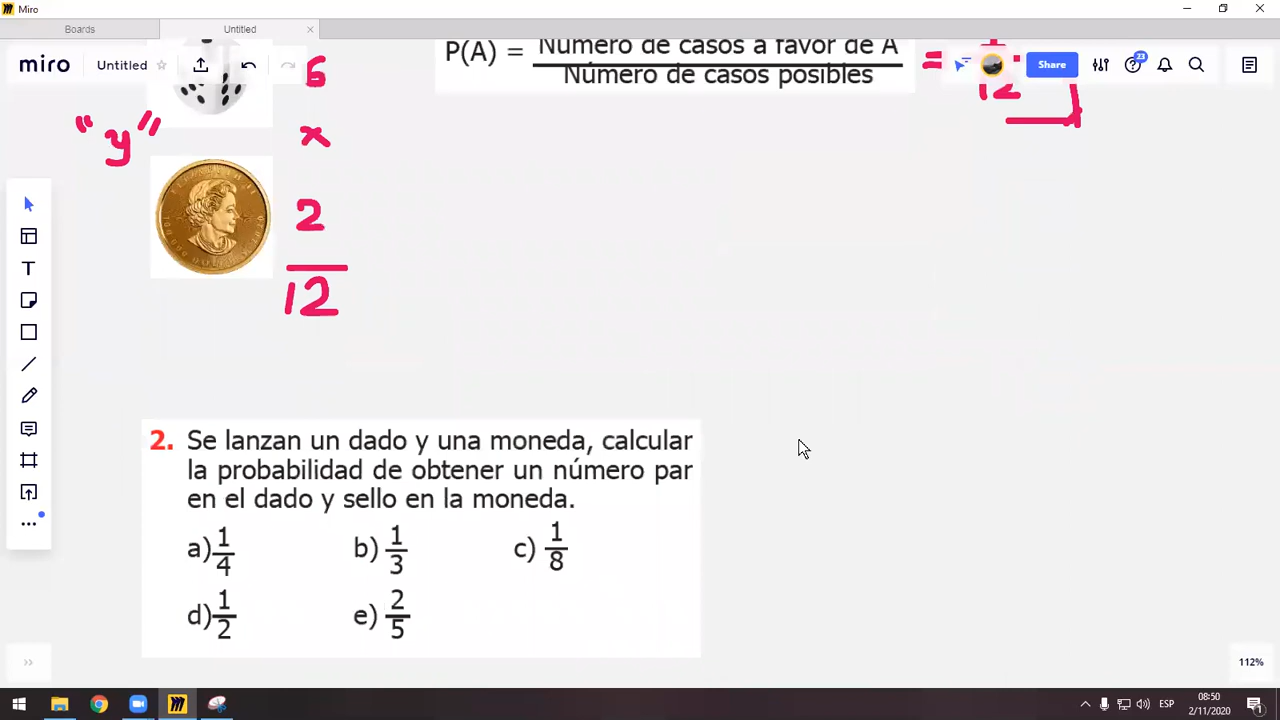 Miro
Boards
Untitled
miro
Untitled
Share
23
P(A) = Número de casos a favor de A
Número de casos posibles
=
12
6
"y"
x
2
12
2. Se lanzan un dado y una moneda, calcular
la probabilidad de obtener un número par
en el dado y sello en la moneda.
a) 1/4 b) 1/3 c) 1/8
d) 1/2 e) 2/5
112%
ESP
08:50
2/11/2020
1